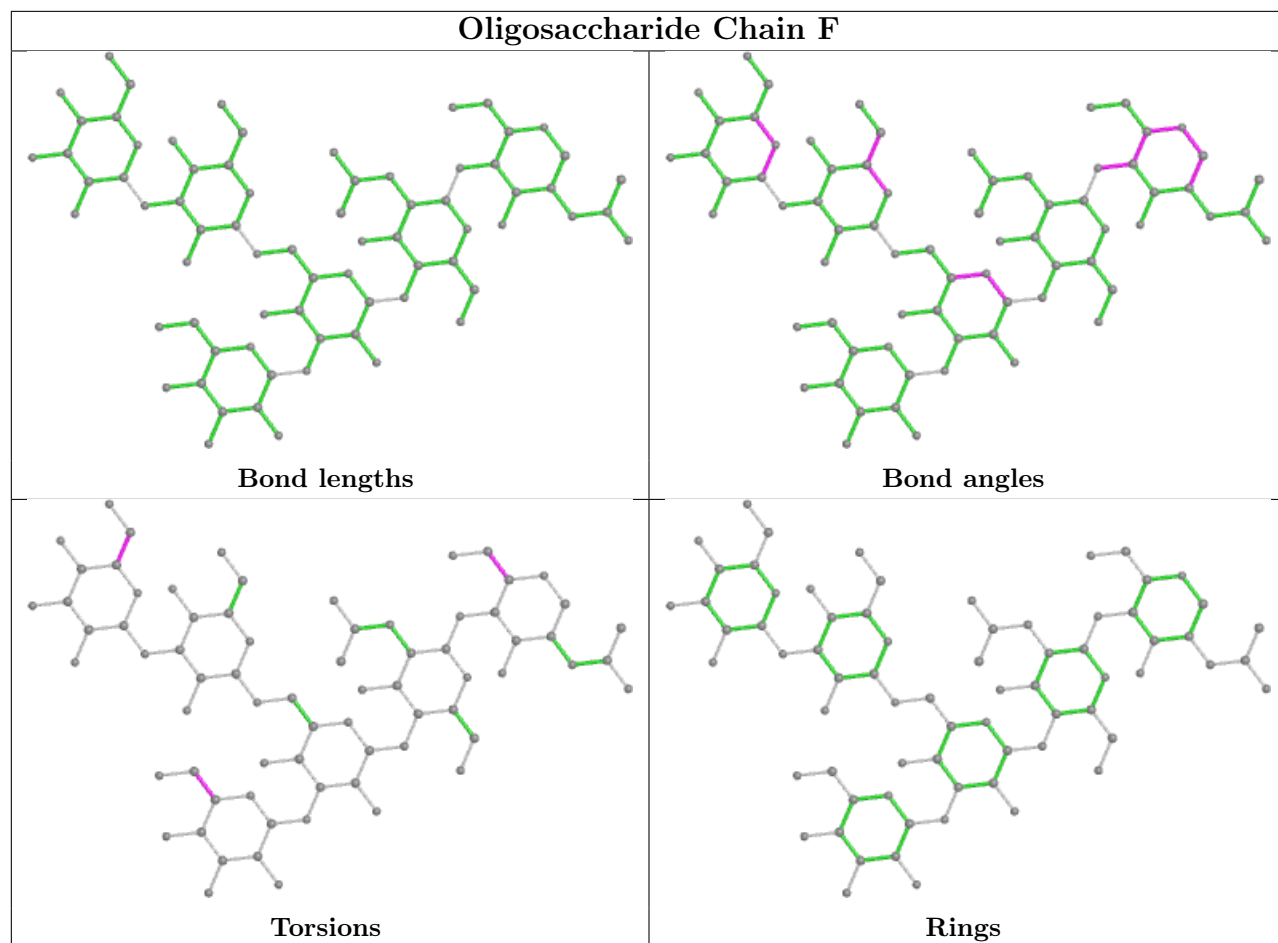 Oligosaccharide Chain F
Bond lengths
Bond angles
Torsions
Rings